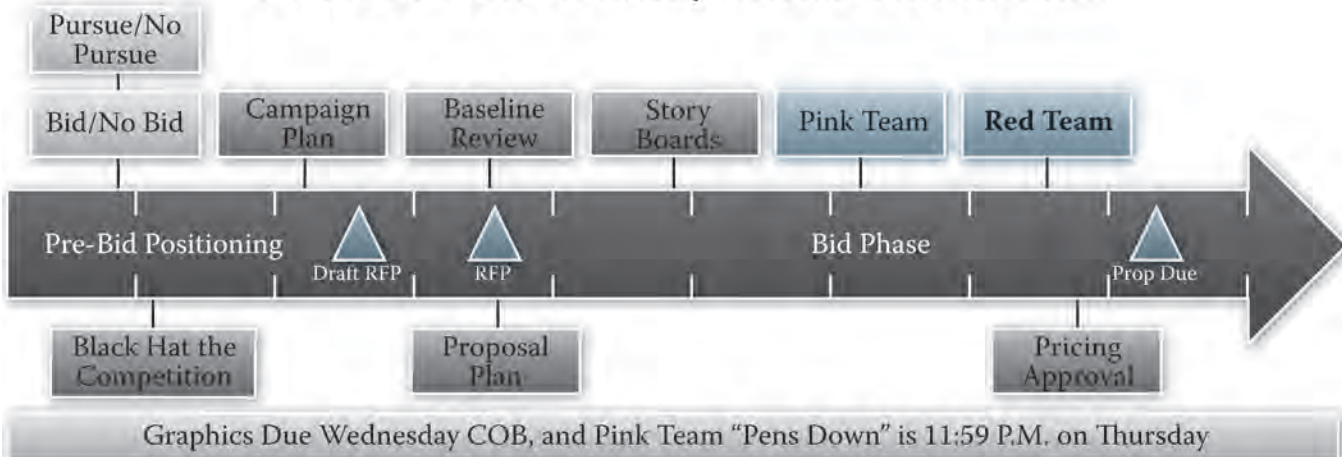 Pursue/No
Pursue
Bid/No Bid
Campaign
Plan
Baseline
Review
Story
Boards
Pink Team
Red Team
Pre-Bid Positioning
Draft RFP
RFP
Bid Phase
Prop Due
Black Hat the
Competition
Proposal
Plan
Pricing
Approval
Graphics Due Wednesday COB, and Pink Team “Pens Down” is 11:59 P.M. on Thursday